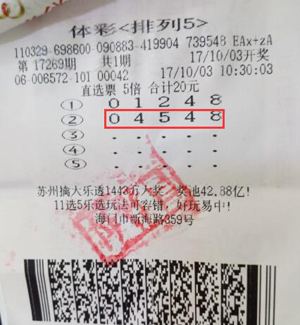 体彩<排列5>
110329-698600-090883-419904 739548 EAx+zA
第 17269期 共1期 17/10/03开奖
06-006572-101 00042 17/10/03 10:30:03
直选票 5倍 合计20元
① 0 1 2 4 8
② 0 4 5 4 8
③ - - - - -
④ - - - - -
⑤ - - - - -
苏州擒大乐透1443万大奖 奖池42.88亿!
11选5乐选玩法可容错,好玩易中!
海门市新海路359号